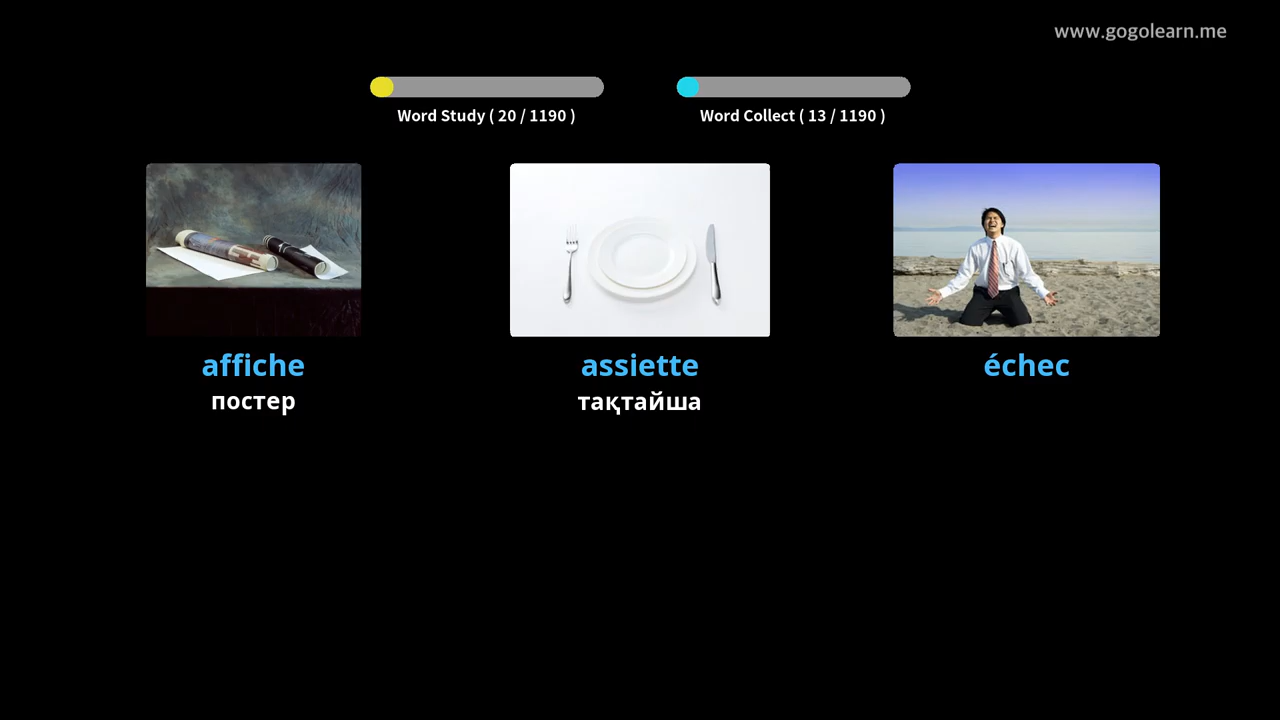 www.gogolearn.me
Word Study ( 20 / 1190 )
Word Collect ( 13 / 1190 )
affiche
постер
assiette
тақтайша
échec